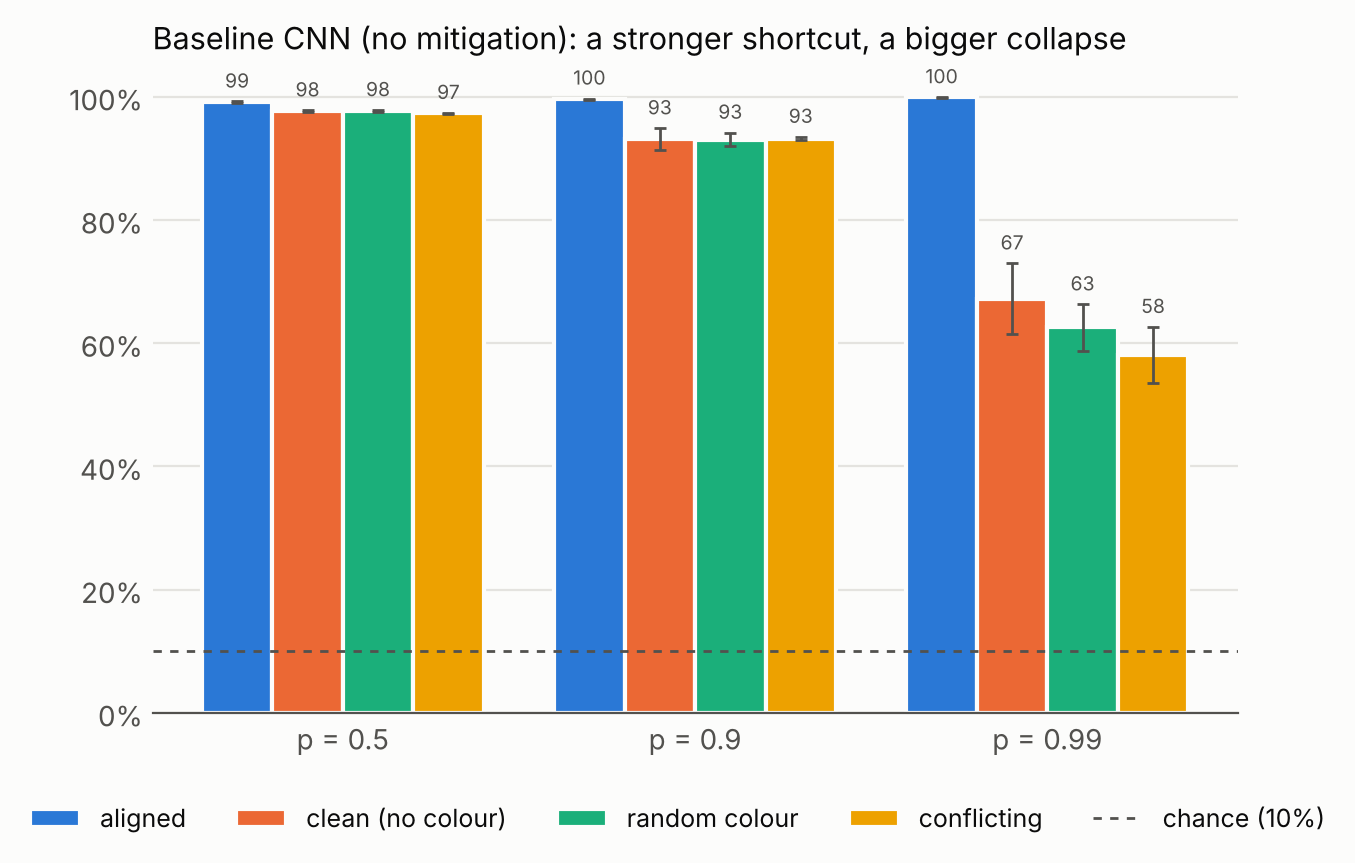 Baseline CNN (no mitigation): a stronger shortcut, a bigger collapse
99 98 98 97 100 93 93 93 100 67 63 58
100%
80%
60%
40%
20%
0%
p = 0.5 p = 0.9 p = 0.99
aligned clean (no colour) random colour conflicting chance (10%)